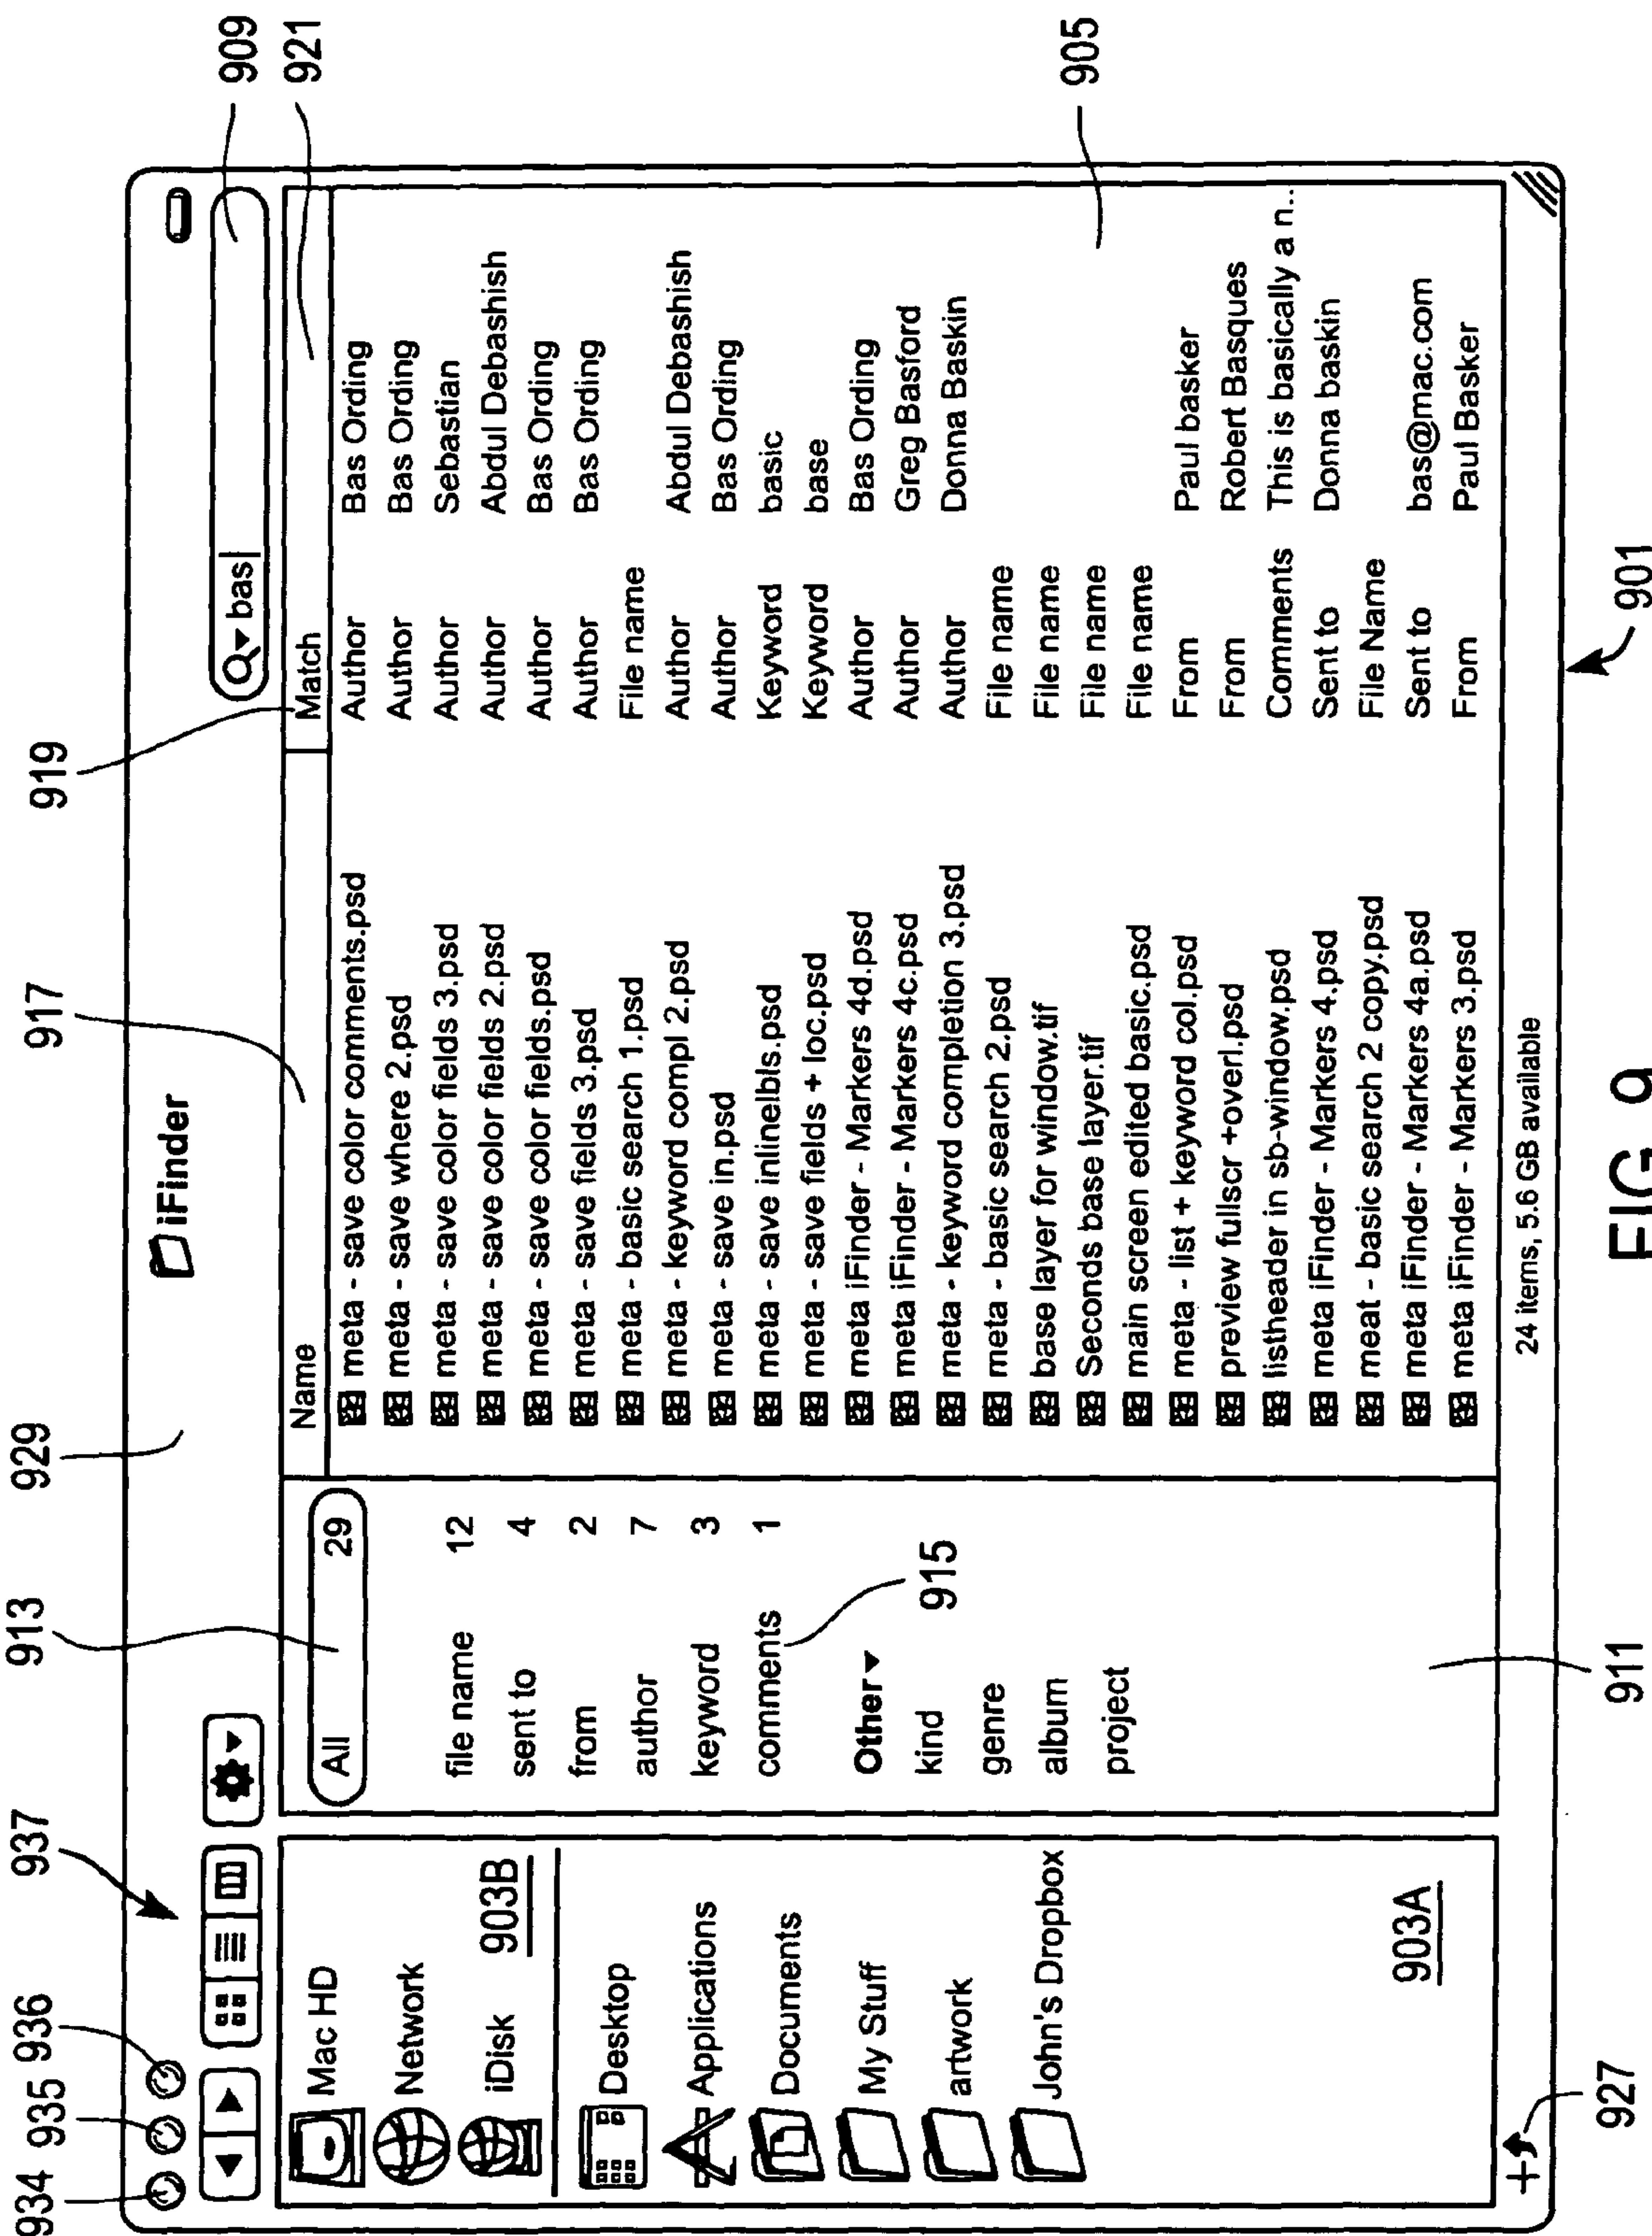 934 935 936 937 913 929 917 919
iFinder
909
bas
921
Mac HD
Network
iDisk
903B
Desktop
Applications
Documents
My Stuff
artwork
John's Dropbox
903A
All 29
file name 12
sent to 4
from 2
author 7
keyword 3
comments 1
915
Other
kind
genre
album
project
Name Match
meta - save color comments.psd Author Bas Ording
meta - save where 2.psd Author Bas Ording
meta - save color fields 3.psd Author Sebastian
meta - save color fields 2.psd Author Abdul Debashish
meta - save color fields.psd Author Bas Ording
meta - save fields 3.psd Author Bas Ording
meta - basic search 1.psd File name
meta - keyword compl 2.psd Author Abdul Debashish
meta - save in.psd Author Bas Ording
meta - save inlinelbls.psd Keyword basic
meta - save fields + loc.psd Keyword base
meta iFinder - Markers 4d.psd Author Bas Ording
meta iFinder - Markers 4c.psd Author Greg Basford
meta - keyword completion 3.psd Author Donna Baskin
meta - basic search 2.psd File name
base layer for window.tif File name
Seconds base layer.tif File name
main screen edited basic.psd File name
meta - list + keyword col.psd From Paul basker
preview fullscr +overl.psd From Robert Basques
listheader in sb-window.psd Comments This is basically a n..
meta iFinder - Markers 4.psd Sent to Donna baskin
meat - basic search 2 copy.psd File Name
meta iFinder - Markers 4a.psd Sent to bas@mac.com
meta iFinder - Markers 3.psd From Paul Basker
905
24 items, 5.6 GB available
927 911 901
FIG 9